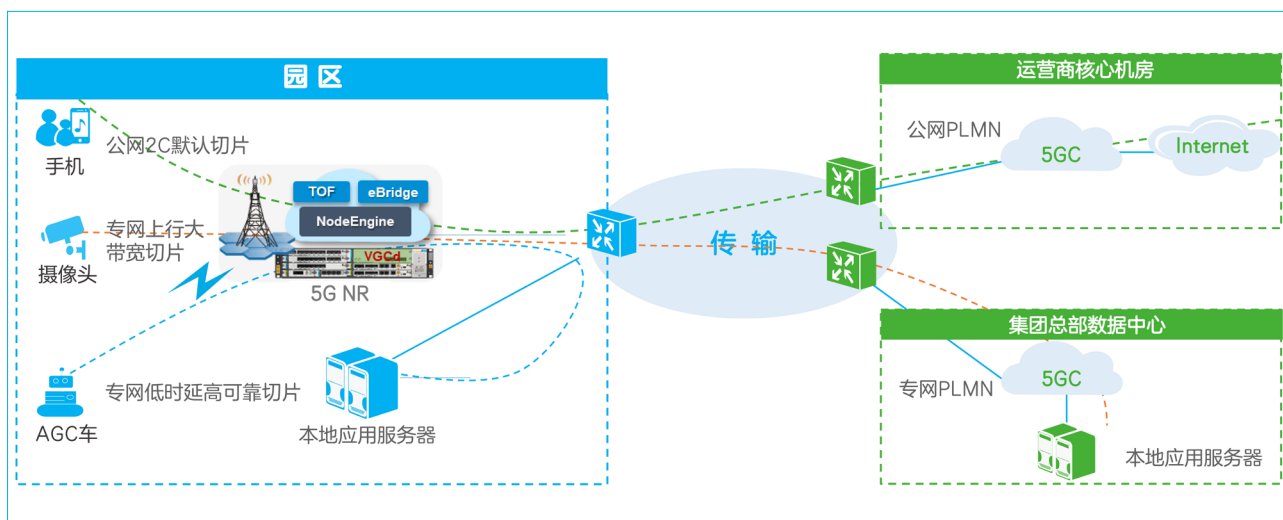 园区
手机
公网2C默认切片
TOF
eBridge
NodeEngine
VGCd
5G NR
摄像头
专网上行大
带宽切片
AGC车
专网低时延高可靠切片
本地应用服务器
传输
运营商核心机房
公网PLMN
5GC
Internet
集团总部数据中心
专网PLMN
5GC
本地应用服务器